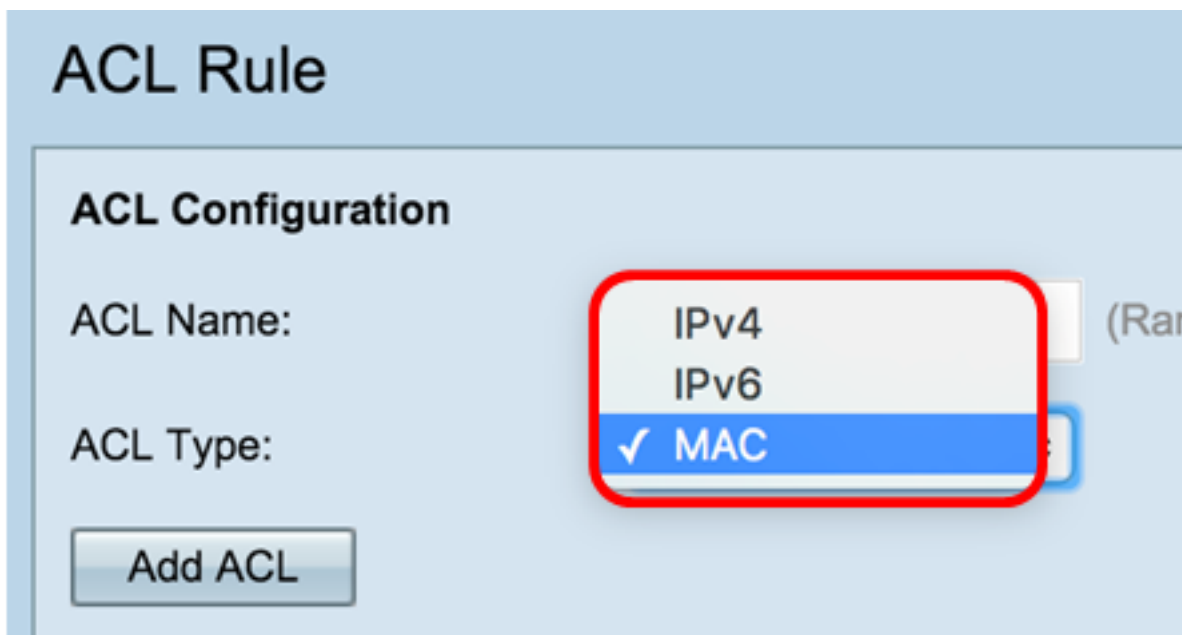 ACL Rule
ACL Configuration
ACL Name:
IPv4
IPv6
ACL Type:
✓ MAC
Add ACL